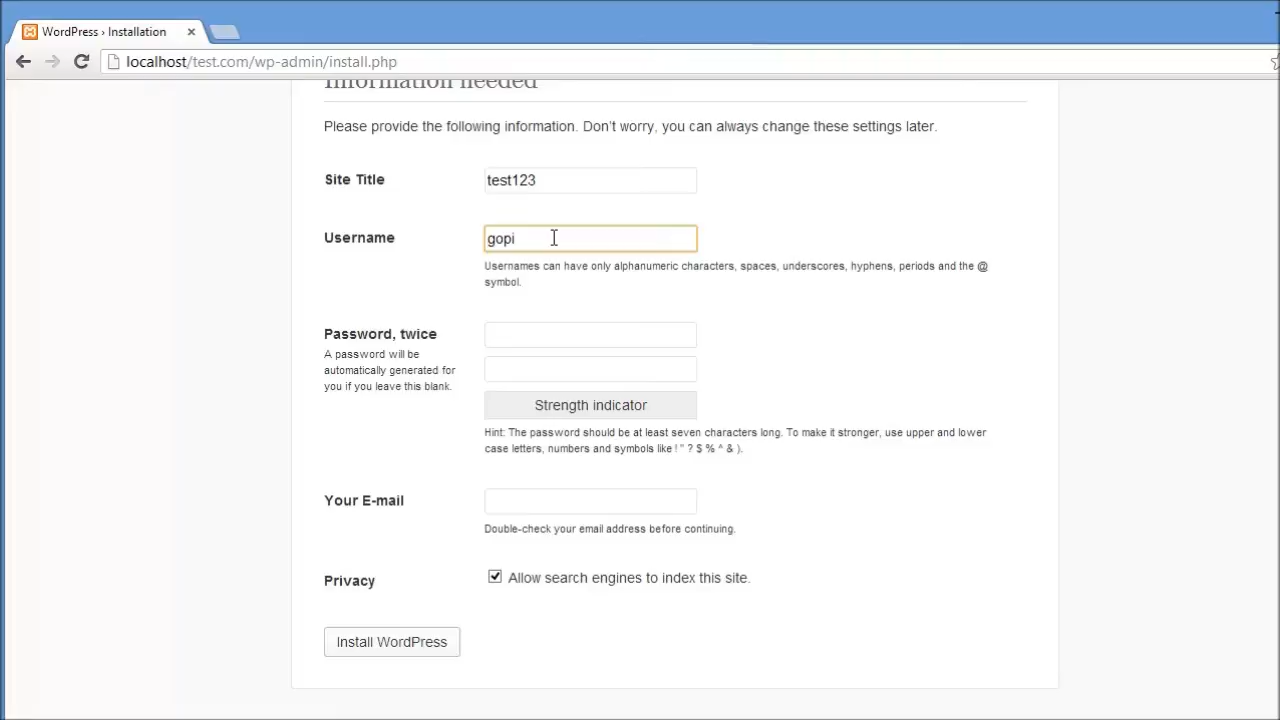 WordPress › Installation
localhost/test.com/wp-admin/install.php
Information needed
Please provide the following information. Don't worry, you can always change these settings later.
Site Title
test123
Username
gopi
Usernames can have only alphanumeric characters, spaces, underscores, hyphens, periods and the @
symbol.
Password, twice
A password will be
automatically generated for
you if you leave this blank.
Strength indicator
Hint: The password should be at least seven characters long. To make it stronger, use upper and lower
case letters, numbers and symbols like ! " ? $ % ^ & ).
Your E-mail
Double-check your email address before continuing.
Privacy
Allow search engines to index this site.
Install WordPress